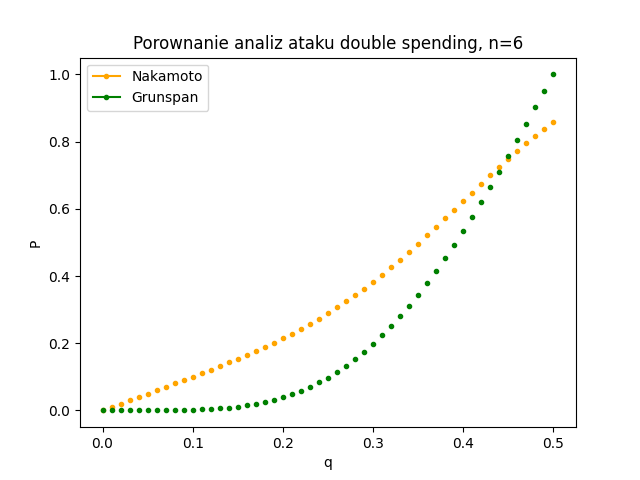 Porownanie analiz ataku double spending, n=6
Nakamoto
Grunspan
1.0
0.8
0.6
0.4
0.2
0.0
P
0.0 0.1 0.2 0.3 0.4 0.5
q